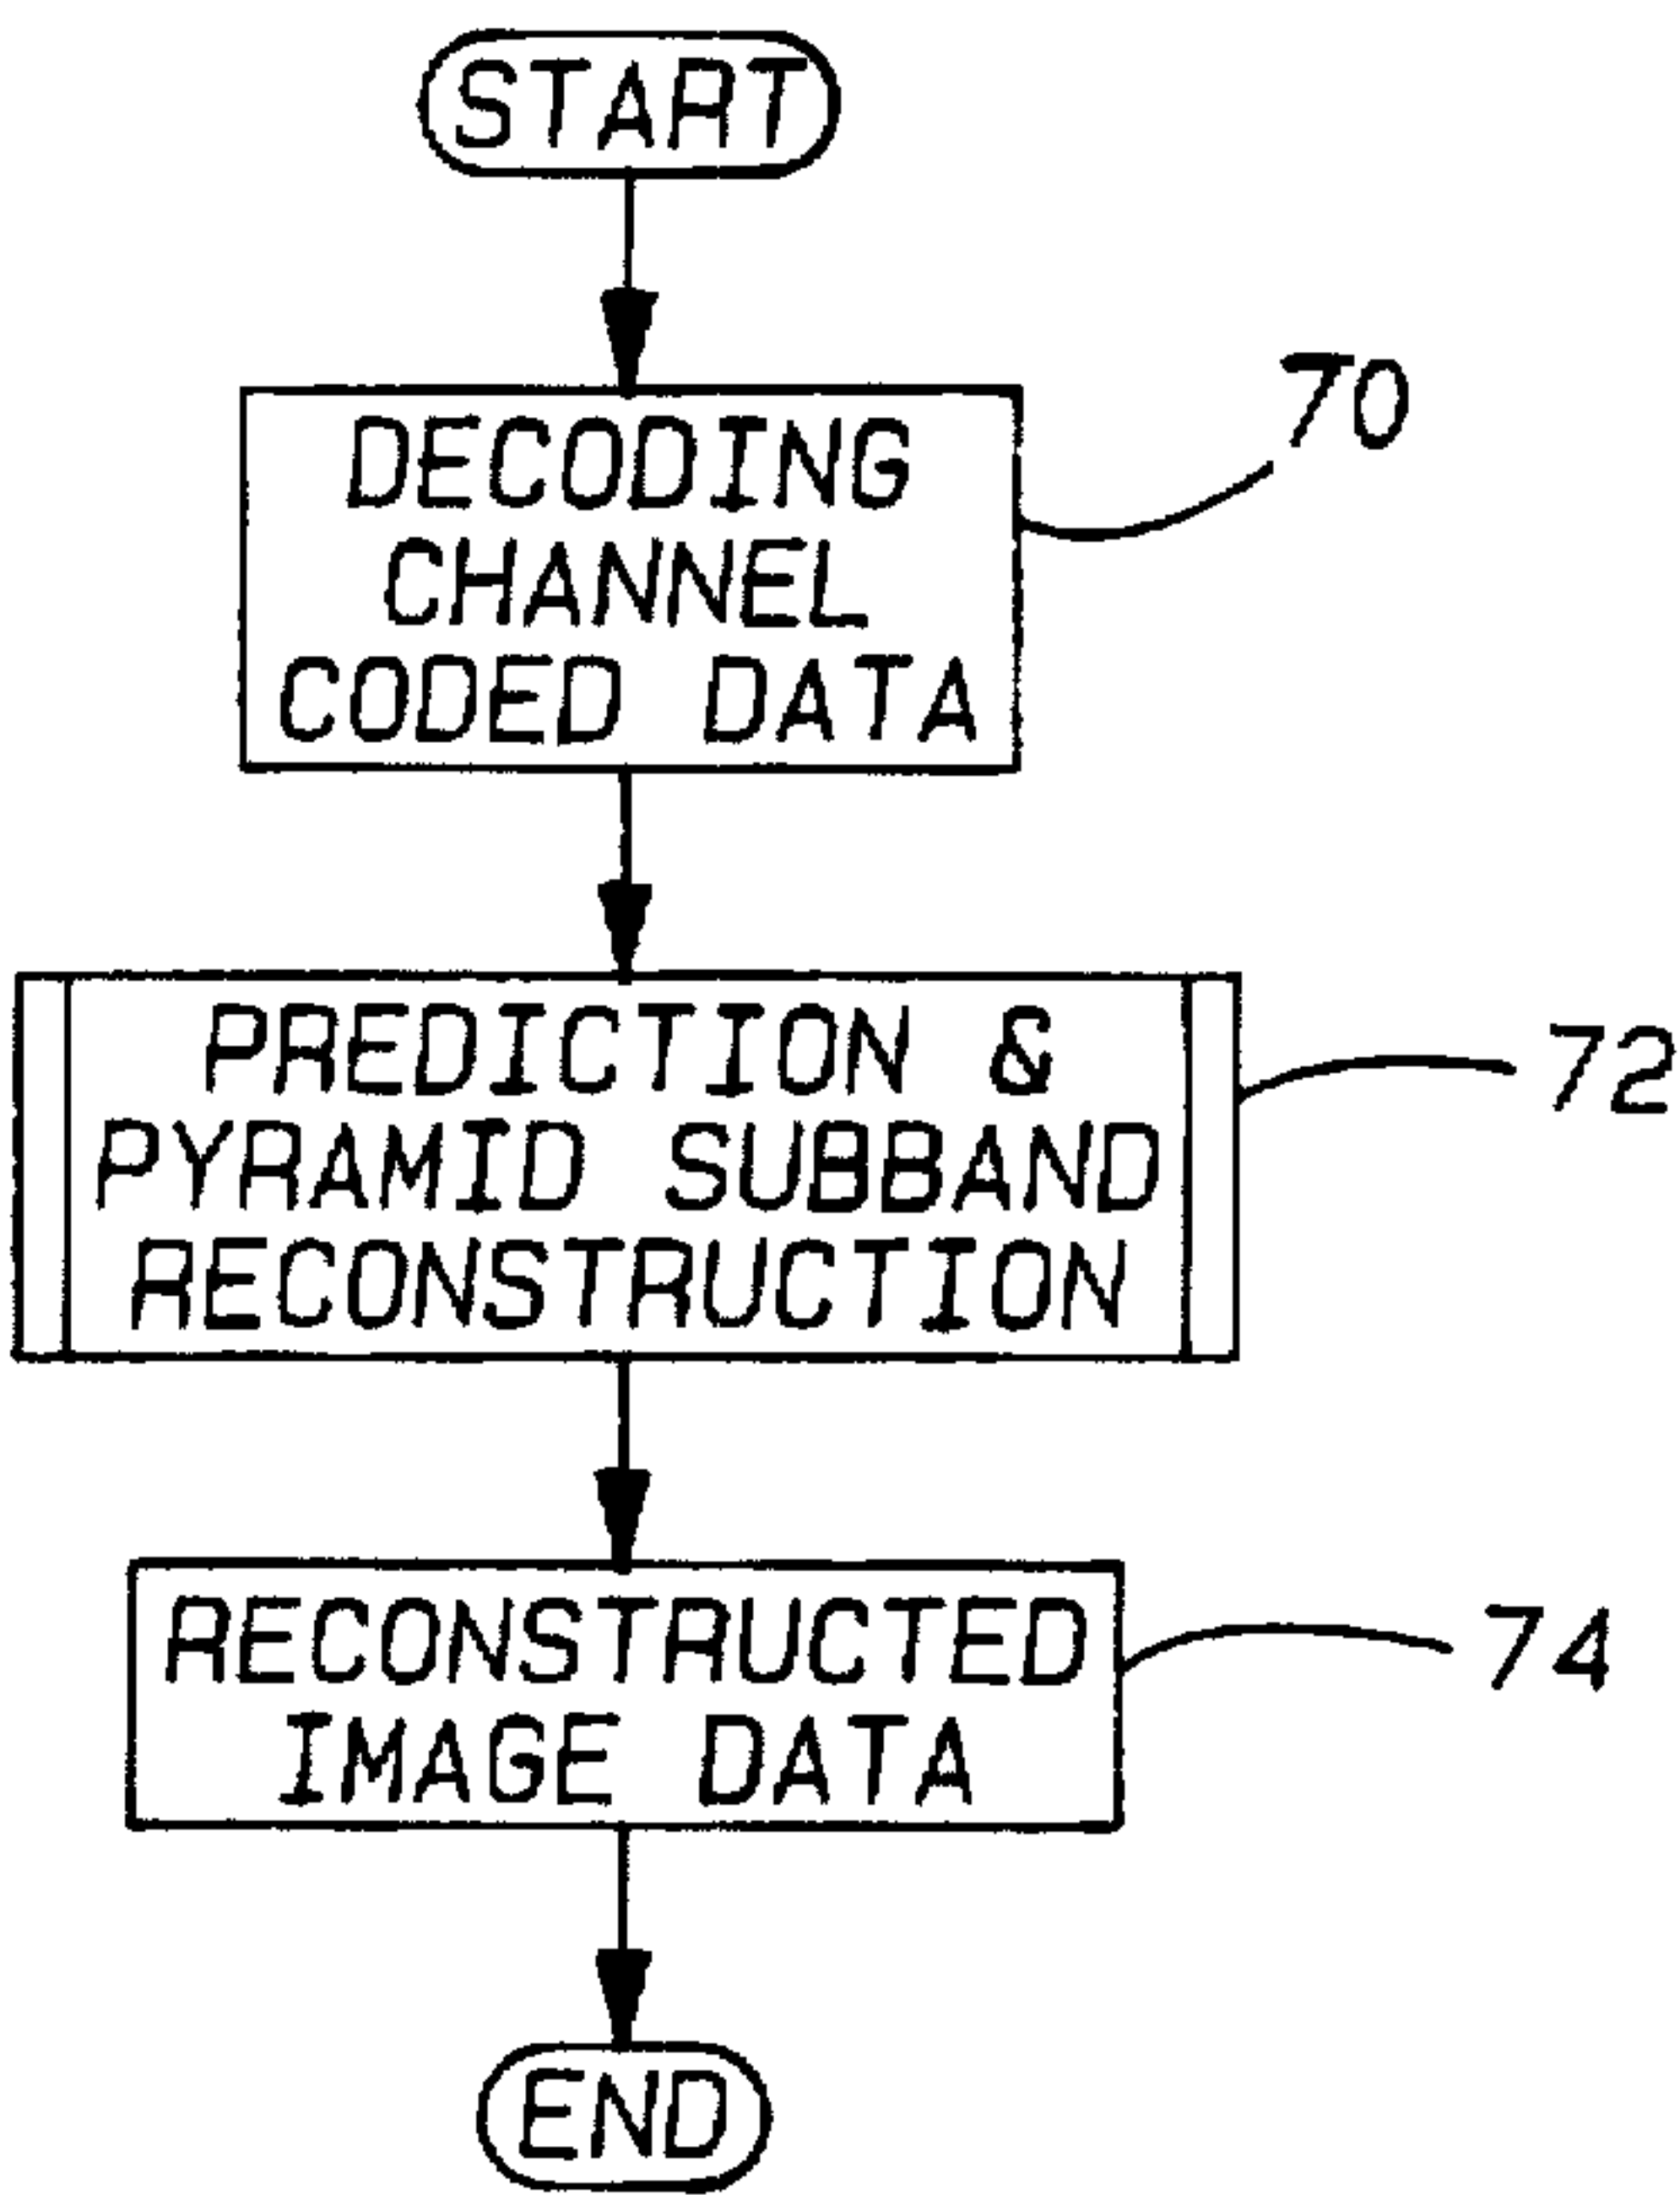 START
70
DECODING
CHANNEL
CODED DATA
PREDICTION &
PYRAMID SUBBAND
RECONSTRUCTION
72
RECONSTRUCTED
IMAGE DATA
74
END